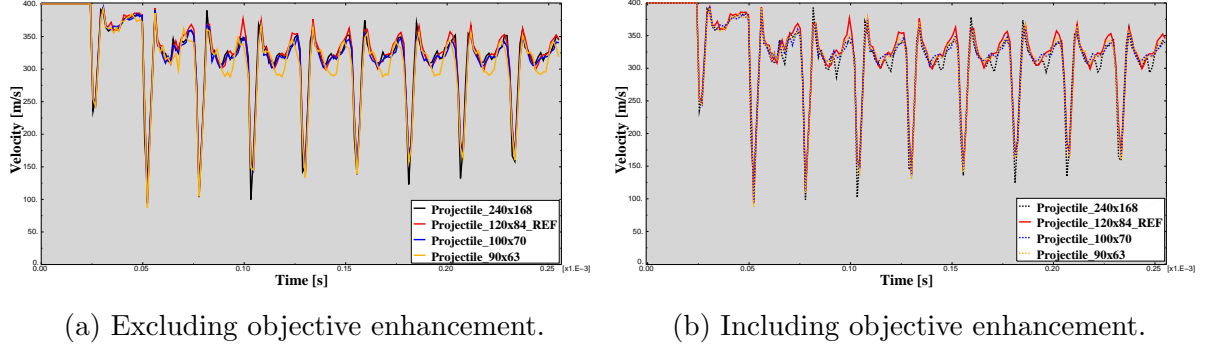 400.
350.
300.
250.
200.
150.
100.
50.
0.
Velocity [m/s]
0.00
0.05
0.10
0.15
0.20
0.25
[x1.E−3]
Time [s]
Projectile_240x168
Projectile_120x84_REF
Projectile_100x70
Projectile_90x63
(a) Excluding objective enhancement.
400.
350.
300.
250.
200.
150.
100.
50.
0.
Velocity [m/s]
0.00
0.05
0.10
0.15
0.20
0.25
[x1.E−3]
Time [s]
Projectile_240x168
Projectile_120x84_REF
Projectile_100x70
Projectile_90x63
(b) Including objective enhancement.